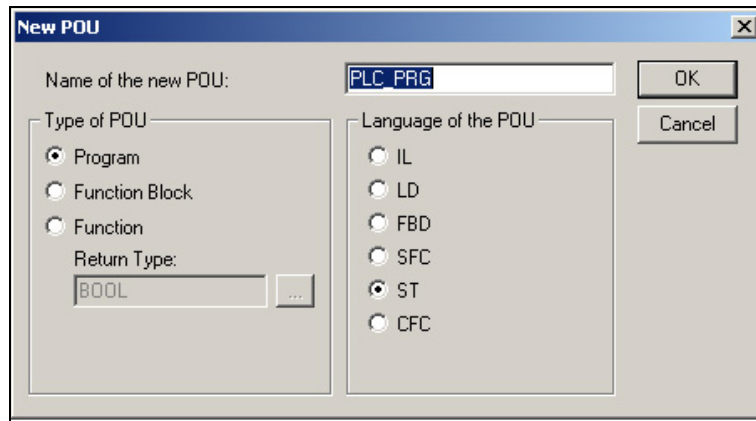 New POU
Name of the new POU:
PLC_PRG
OK
Cancel
Type of POU
Program
Function Block
Function
Return Type:
BOOL
...
Language of the POU
IL
LD
FBD
SFC
ST
CFC